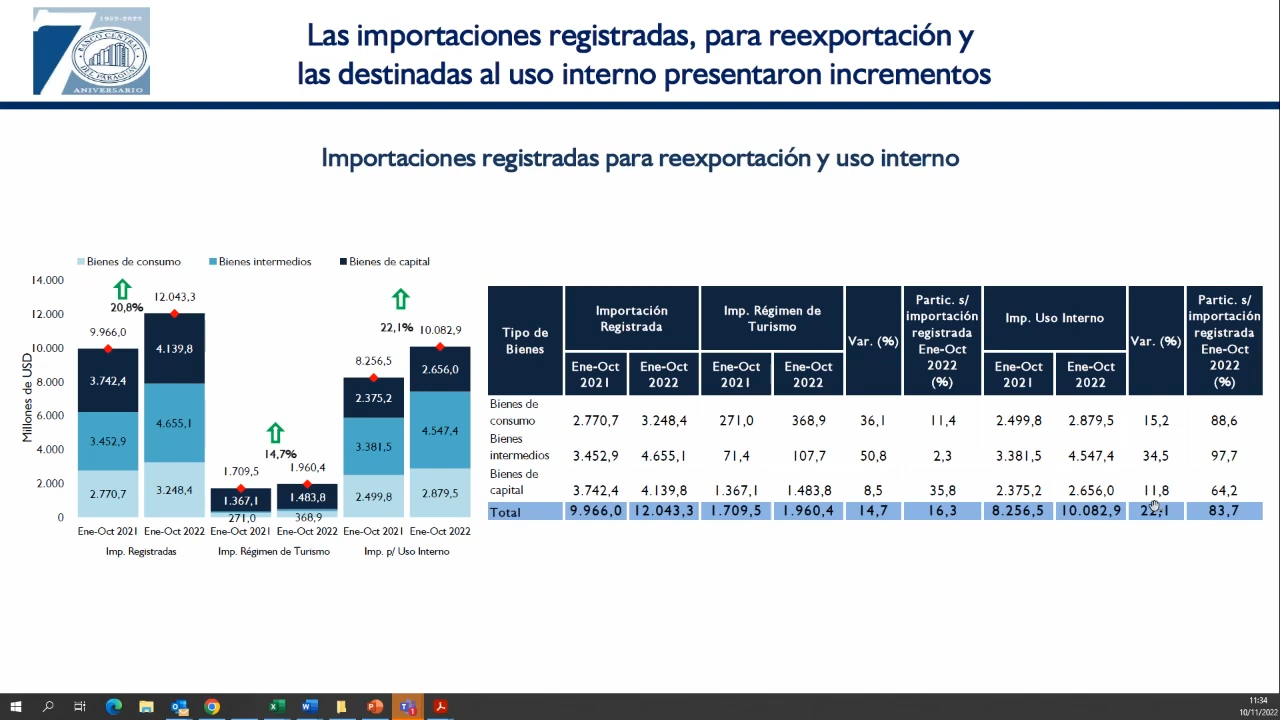 1952-2022
BANCO CENTRAL
DEL PARAGUAY
ANIVERSARIO
Las importaciones registradas, para reexportación y
las destinadas al uso interno presentaron incrementos
Importaciones registradas para reexportación y uso interno
Bienes de consumo Bienes intermedios Bienes de capital
Millones de USD
14.000
12.000
10.000
8.000
6.000
4.000
2.000
0
20,8%
9.966,0
3.742,4
3.452,9
2.770,7
12.043,3
4.139,8
4.655,1
3.248,4
14,7%
1.709,5
1.367,1
271,0
1.960,4
1.483,8
368,9
22,1%
8.256,5
2.375,2
3.381,5
2.499,8
10.082,9
2.656,0
4.547,4
2.879,5
Ene-Oct 2021 Ene-Oct 2022 Ene-Oct 2021 Ene-Oct 2022 Ene-Oct 2021 Ene-Oct 2022
Imp. Registradas Imp. Régimen de Turismo Imp. p/ Uso Interno
Tipo de
Bienes
Importación
Registrada
Imp. Régimen de
Turismo
Var. (%)
Partic. s/
importación
registrada
Ene-Oct
2022
(%)
Imp. Uso Interno
Var. (%)
Partic. s/
importación
registrada
Ene-Oct
2022
(%)
Ene-Oct
2021
Ene-Oct
2022
Ene-Oct
2021
Ene-Oct
2022
Ene-Oct
2021
Ene-Oct
2022
Bienes de
consumo 2.770,7 3.248,4 271,0 368,9 36,1 11,4 2.499,8 2.879,5 15,2 88,6
Bienes
intermedios 3.452,9 4.655,1 71,4 107,7 50,8 2,3 3.381,5 4.547,4 34,5 97,7
Bienes de
capital 3.742,4 4.139,8 1.367,1 1.483,8 8,5 35,8 2.375,2 2.656,0 11,8 64,2
Total 9.966,0 12.043,3 1.709,5 1.960,4 14,7 16,3 8.256,5 10.082,9 22,1 83,7
11:34
10/11/2022